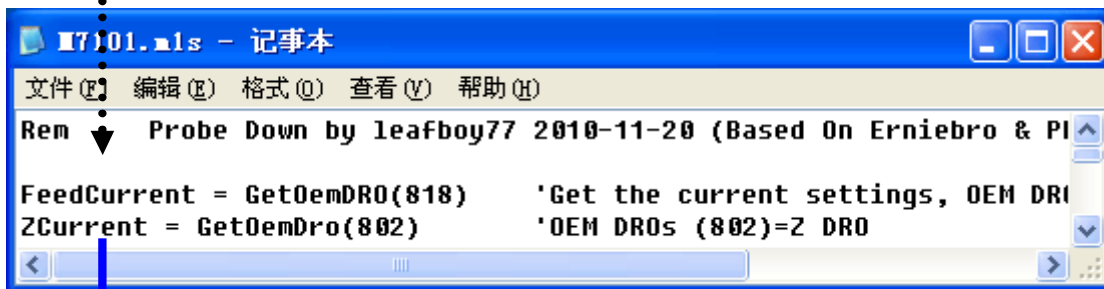 M7101.m1s - 记事本
文件(F) 编辑(E) 格式(O) 查看(V) 帮助(H)
Rem Probe Down by leafboy77 2010-11-20 (Based On Erniebro &
FeedCurrent = GetOemDRO(818) 'Get the current settings, OEM
ZCurrent = GetOemDro(802) 'OEM DROs (802)=Z DRO